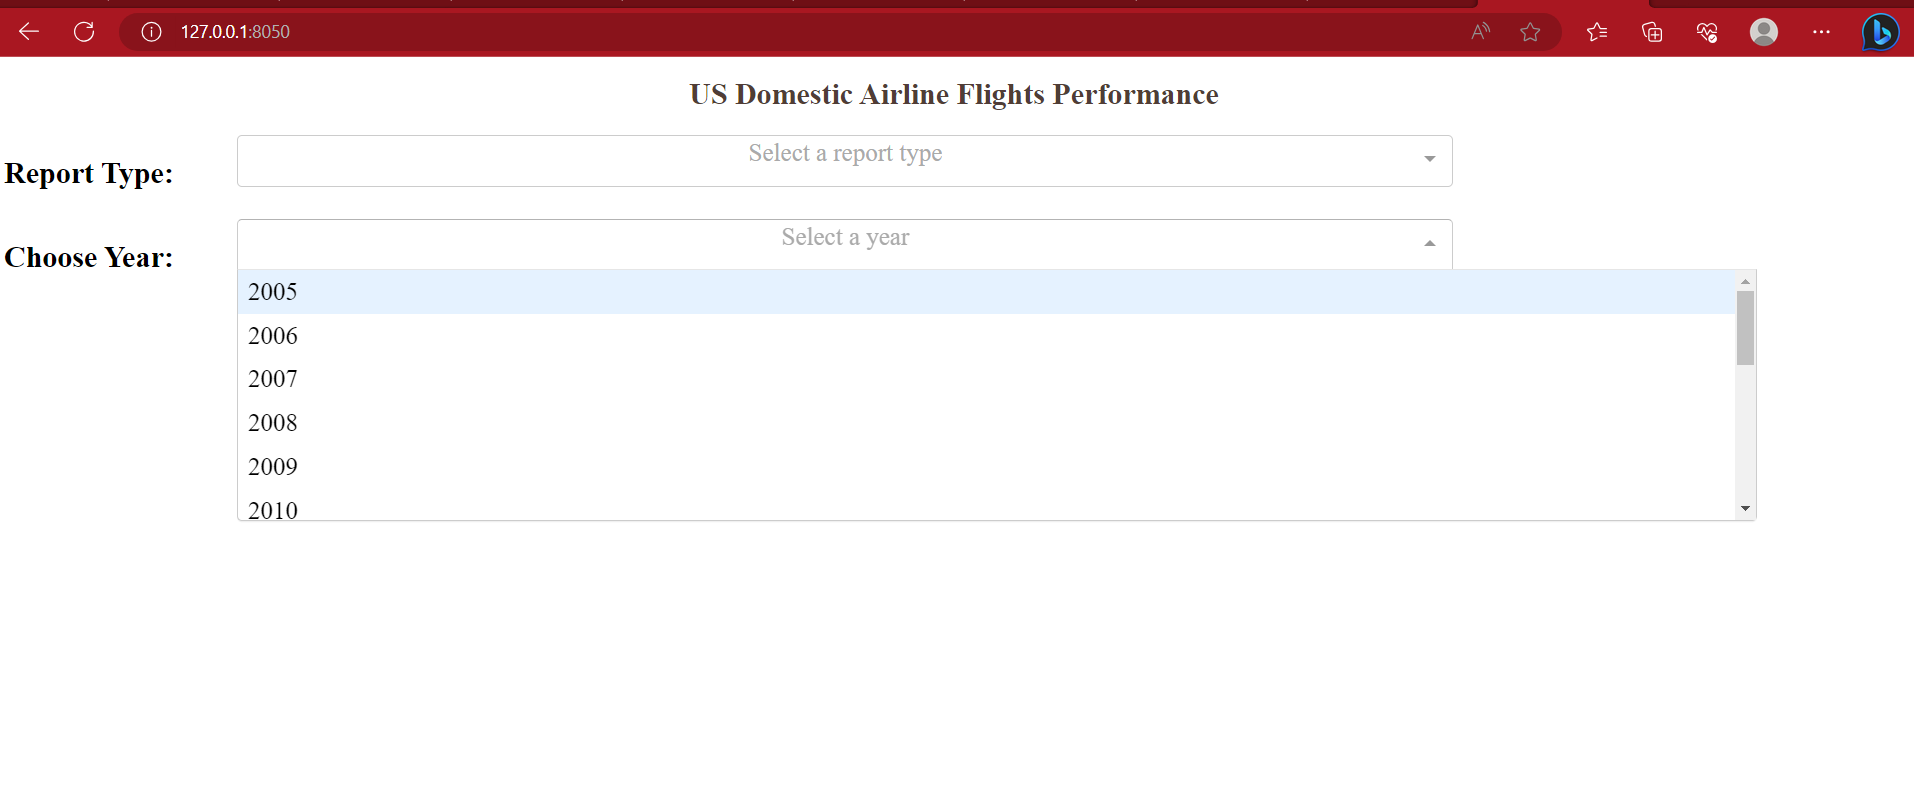 127.0.0.1:8050
US Domestic Airline Flights Performance
Report Type:
Select a report type
Choose Year:
Select a year
2005
2006
2007
2008
2009
2010